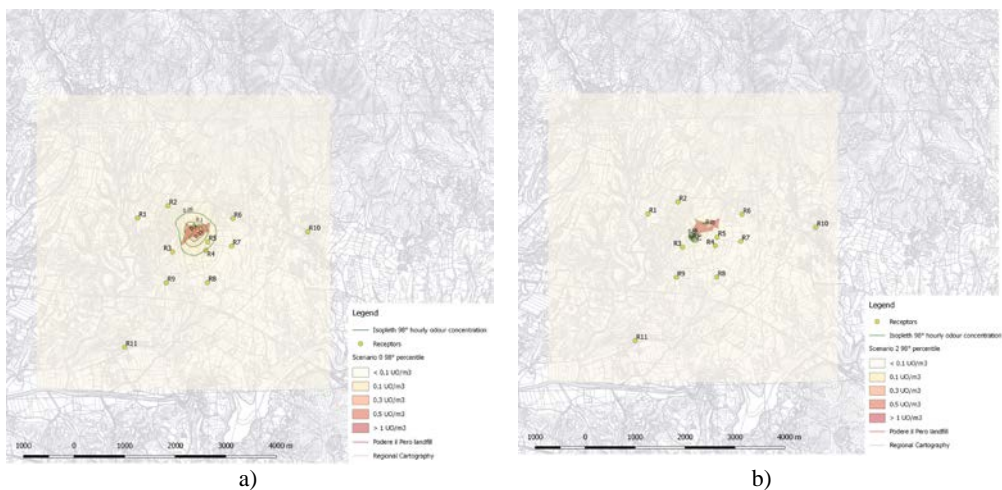 R1
R2
R6
R10
R5
R7
R3
R4
R9
R8
R11
Legend
Isopleth 98° hourly odour concentration
Receptors
Scenario 0 98° percentile
< 0.1 UO/m3
0.1 UO/m3
0.3 UO/m3
0.5 UO/m3
> 1 UO/m3
Podere il Pero landfill
Regional Cartography
1000 0 1000 2000 3000 4000 m
a)
R1
R2
R6
R10
R5
R7
R3
R4
R9
R8
R11
Legend
Receptors
Isopleth 98° hourly odour concentration
Scenario 2 98° percentile
< 0.1 UO/m3
0.1 UO/m3
0.3 UO/m3
0.5 UO/m3
> 1 UO/m3
Podere il Pero landfill
Regional Cartography
1000 0 1000 2000 3000 4000 m
b)